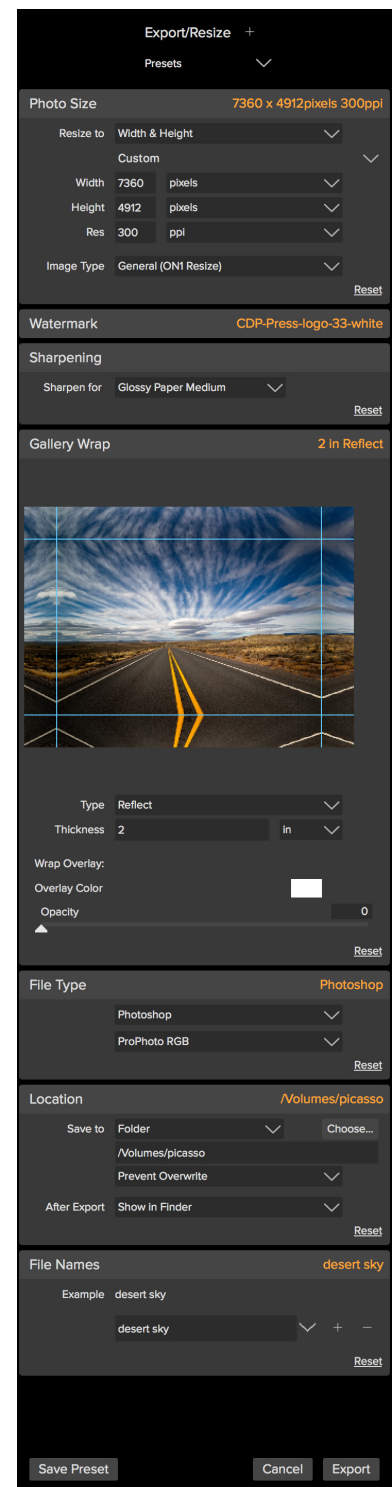 Export/Resize +
Presets
Photo Size 7360 x 4912pixels 300ppi
Resize to Width & Height
Custom
Width 7360 pixels
Height 4912 pixels
Res 300 ppi
Image Type General (ON1 Resize)
Reset
Watermark CDP-Press-logo-33-white
Sharpening
Sharpen for Glossy Paper Medium
Reset
Gallery Wrap 2 in Reflect
Type Reflect
Thickness 2 in
Wrap Overlay:
Overlay Color
Opacity 0
Reset
File Type Photoshop
Photoshop
ProPhoto RGB
Reset
Location /Volumes/picasso
Save to Folder Choose...
/Volumes/picasso
Prevent Overwrite
After Export Show in Finder
Reset
File Names desert sky
Example desert sky
desert sky + −
Reset
Save Preset Cancel Export